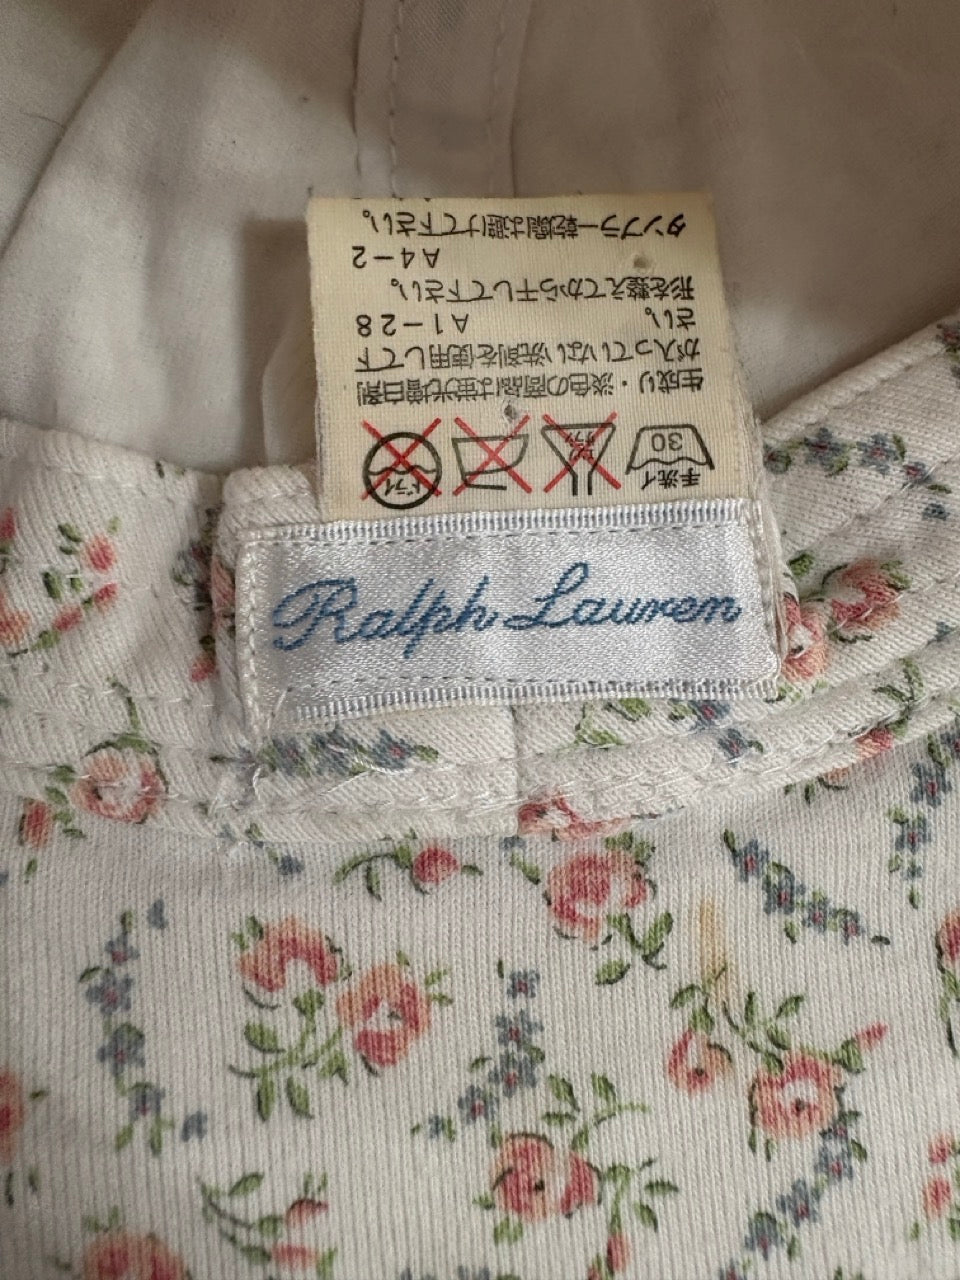 Ralph Lauren
手洗イ
30
ドライ
生成り・淡色の商品は蛍光増白剤
が入っていない洗剤を使用して下
さい。 A1-28
形を整えてから干して下さい。
A4-2
タンブラー乾燥は避けて下さい。